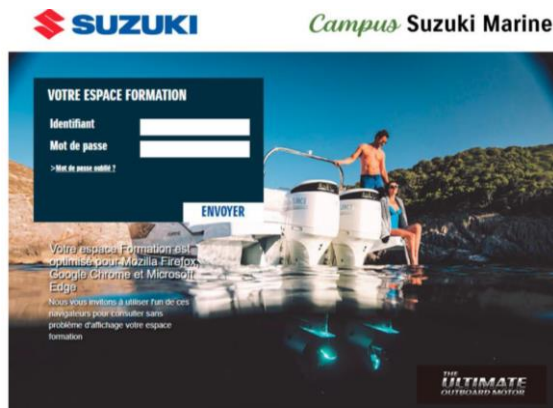 SUZUKI
Campus Suzuki Marine
VOTRE ESPACE FORMATION
Identifiant
Mot de passe
>Mot de passe oublié ?
ENVOYER
Votre espace Formation est
optimisé pour Mozilla Firefox,
Google Chrome et Microsoft
Edge
Nous vous invitons à utiliser l'un de ces
navigateurs pour consulter sans
problème d'affichage votre espace
formation
THE
ULTIMATE
OUTBOARD MOTOR